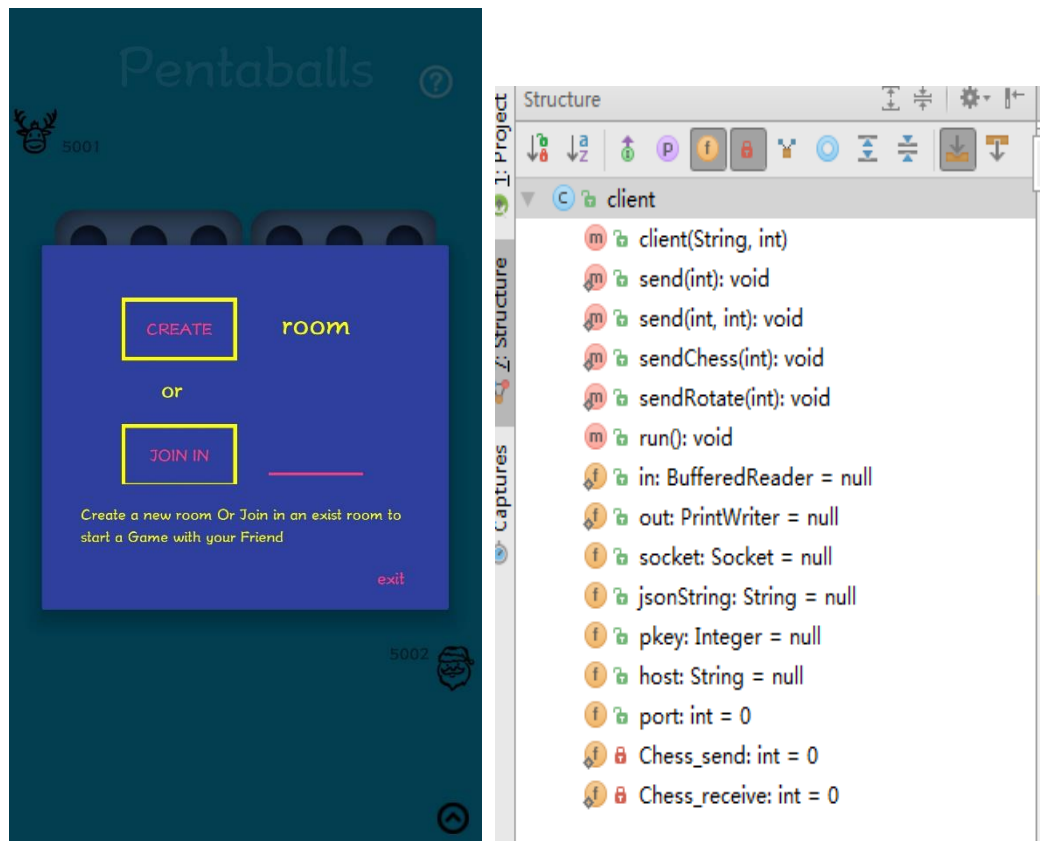 Pentaballs
?
5001
CREATE room
or
JOIN IN
Create a new room Or Join in an exist room to
start a Game with your Friend
exit
5002
Structure
1: Project
Z: Structure
Captures
client
client(String, int)
send(int): void
send(int, int): void
sendChess(int): void
sendRotate(int): void
run(): void
in: BufferedReader = null
out: PrintWriter = null
socket: Socket = null
jsonString: String = null
pkey: Integer = null
host: String = null
port: int = 0
Chess_send: int = 0
Chess_receive: int = 0